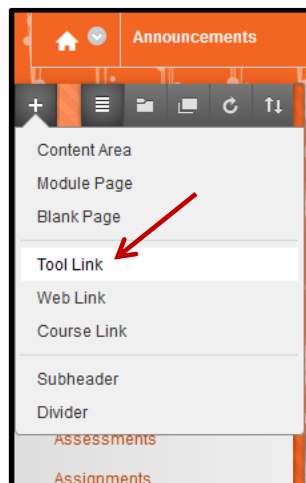 Announcements
Content Area
Module Page
Blank Page
Tool Link
Web Link
Course Link
Subheader
Divider
Assessments
Assignments